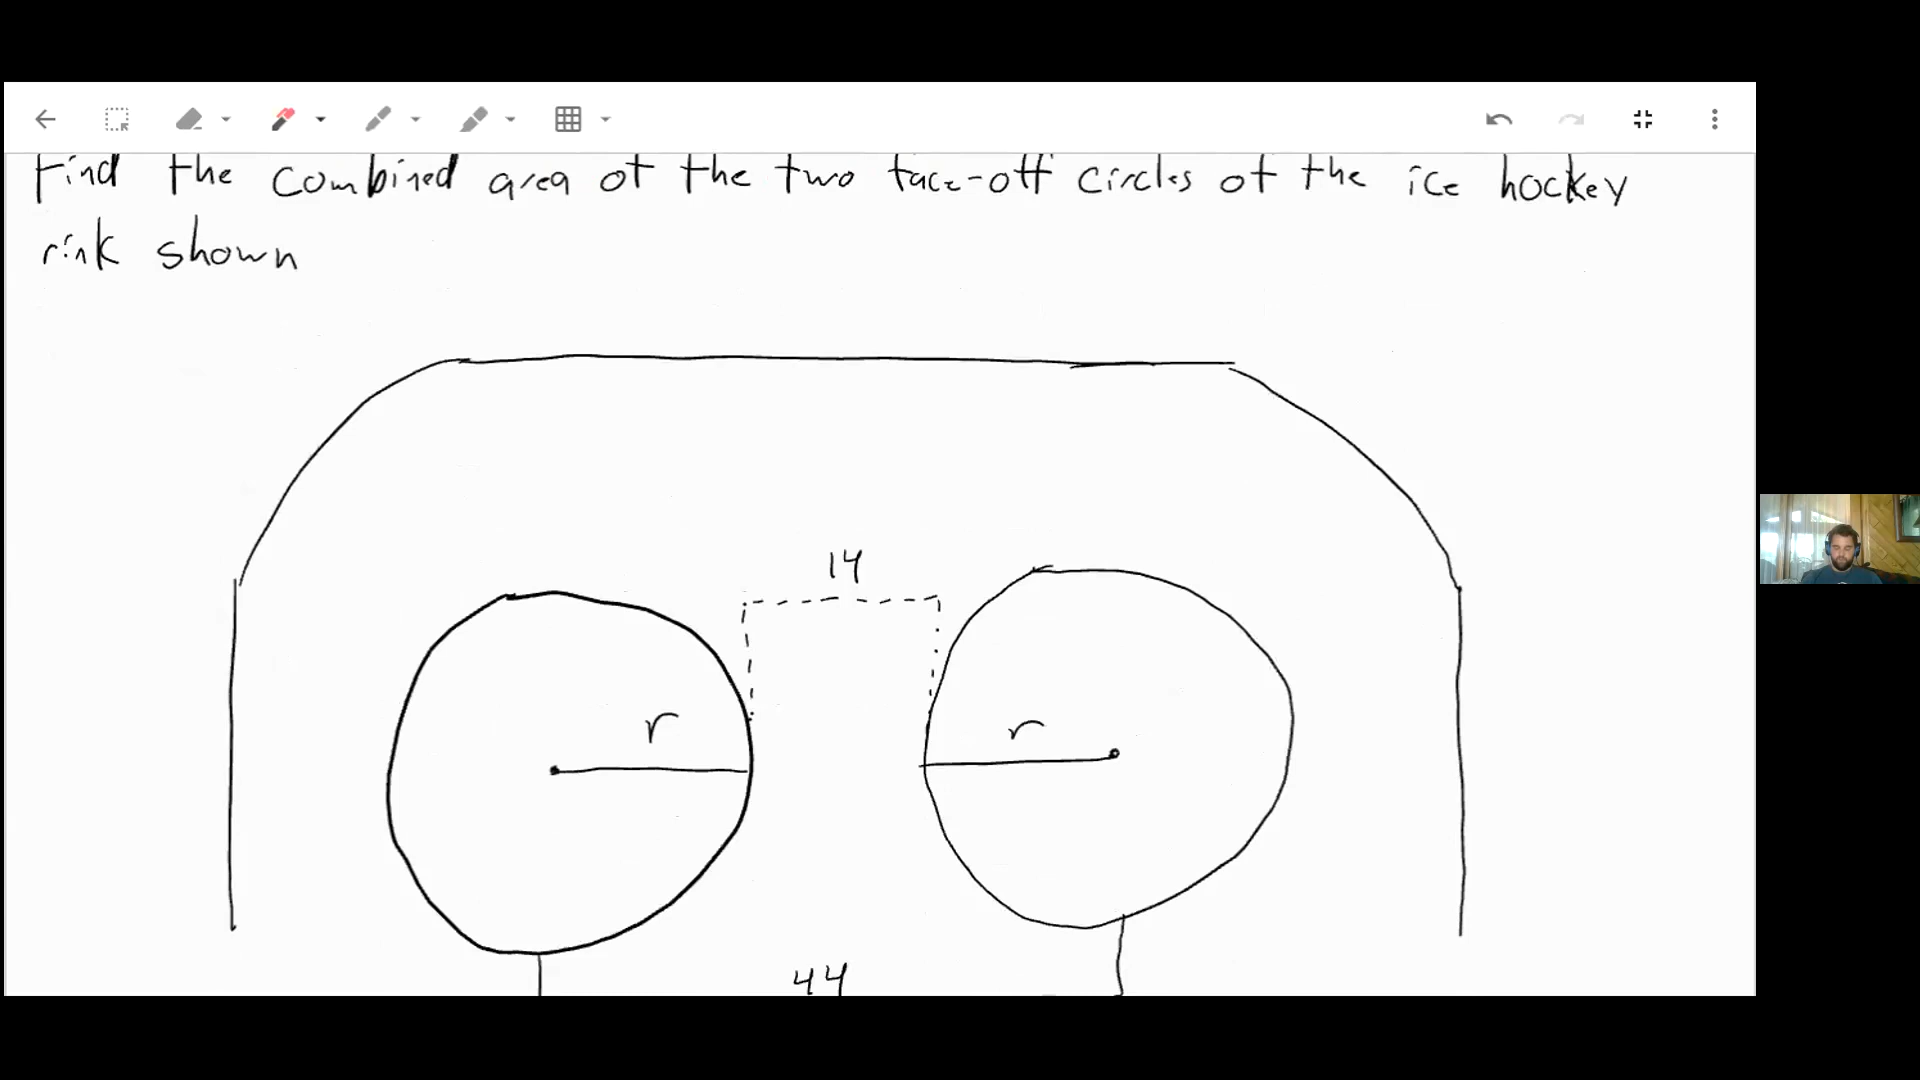 Find the combined area of the two face-off circles of the ice hockey
rink shown
14
r
r
44